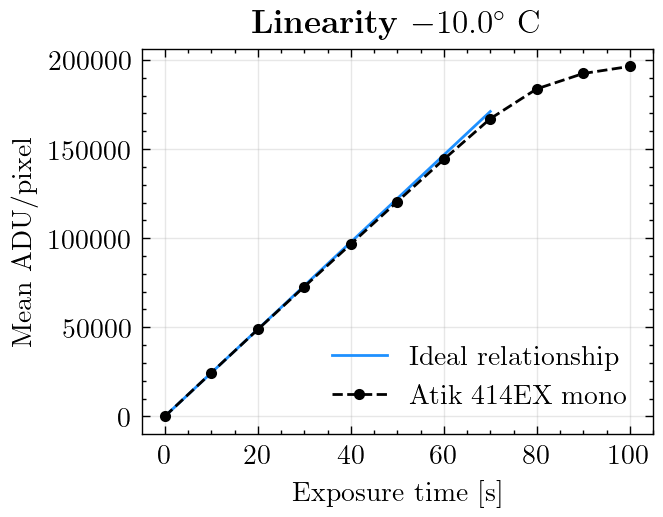 Linearity −10.0° C
200000
150000
100000
50000
0
Mean ADU/pixel
Ideal relationship
Atik 414EX mono
0 20 40 60 80 100
Exposure time [s]